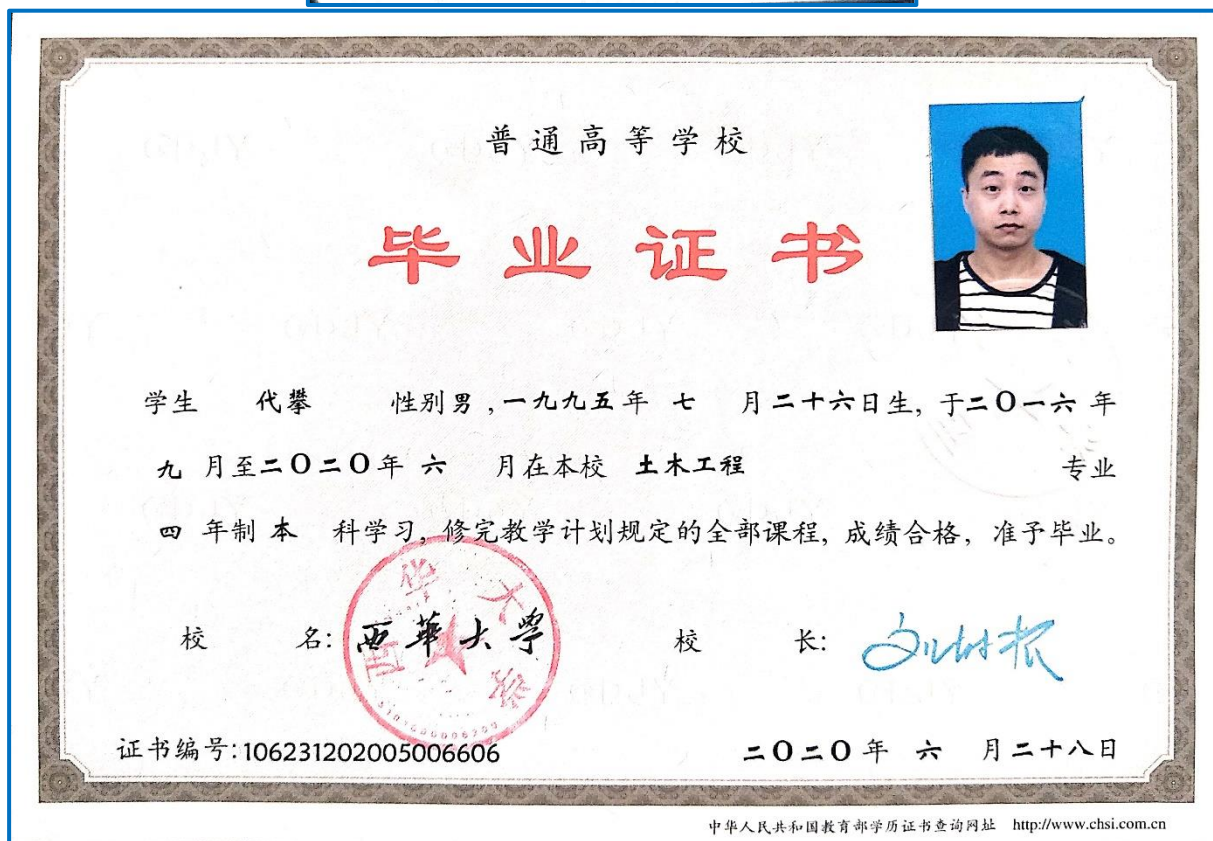 普通高等学校
毕业证书
学生 代攀 性别男,一九九五年 七 月二十六日生, 于二〇一六 年
九 月至二〇二〇年 六 月在本校 土木工程 专业
四 年制 本 科学习, 修完教学计划规定的全部课程, 成绩合格, 准予毕业。
校 名: 西華大學 校 长:
西华大学
证书编号:106231202005006606 二〇二〇年 六 月二十八日
中华人民共和国教育部学历证书查询网址 http://www.chsi.com.cn